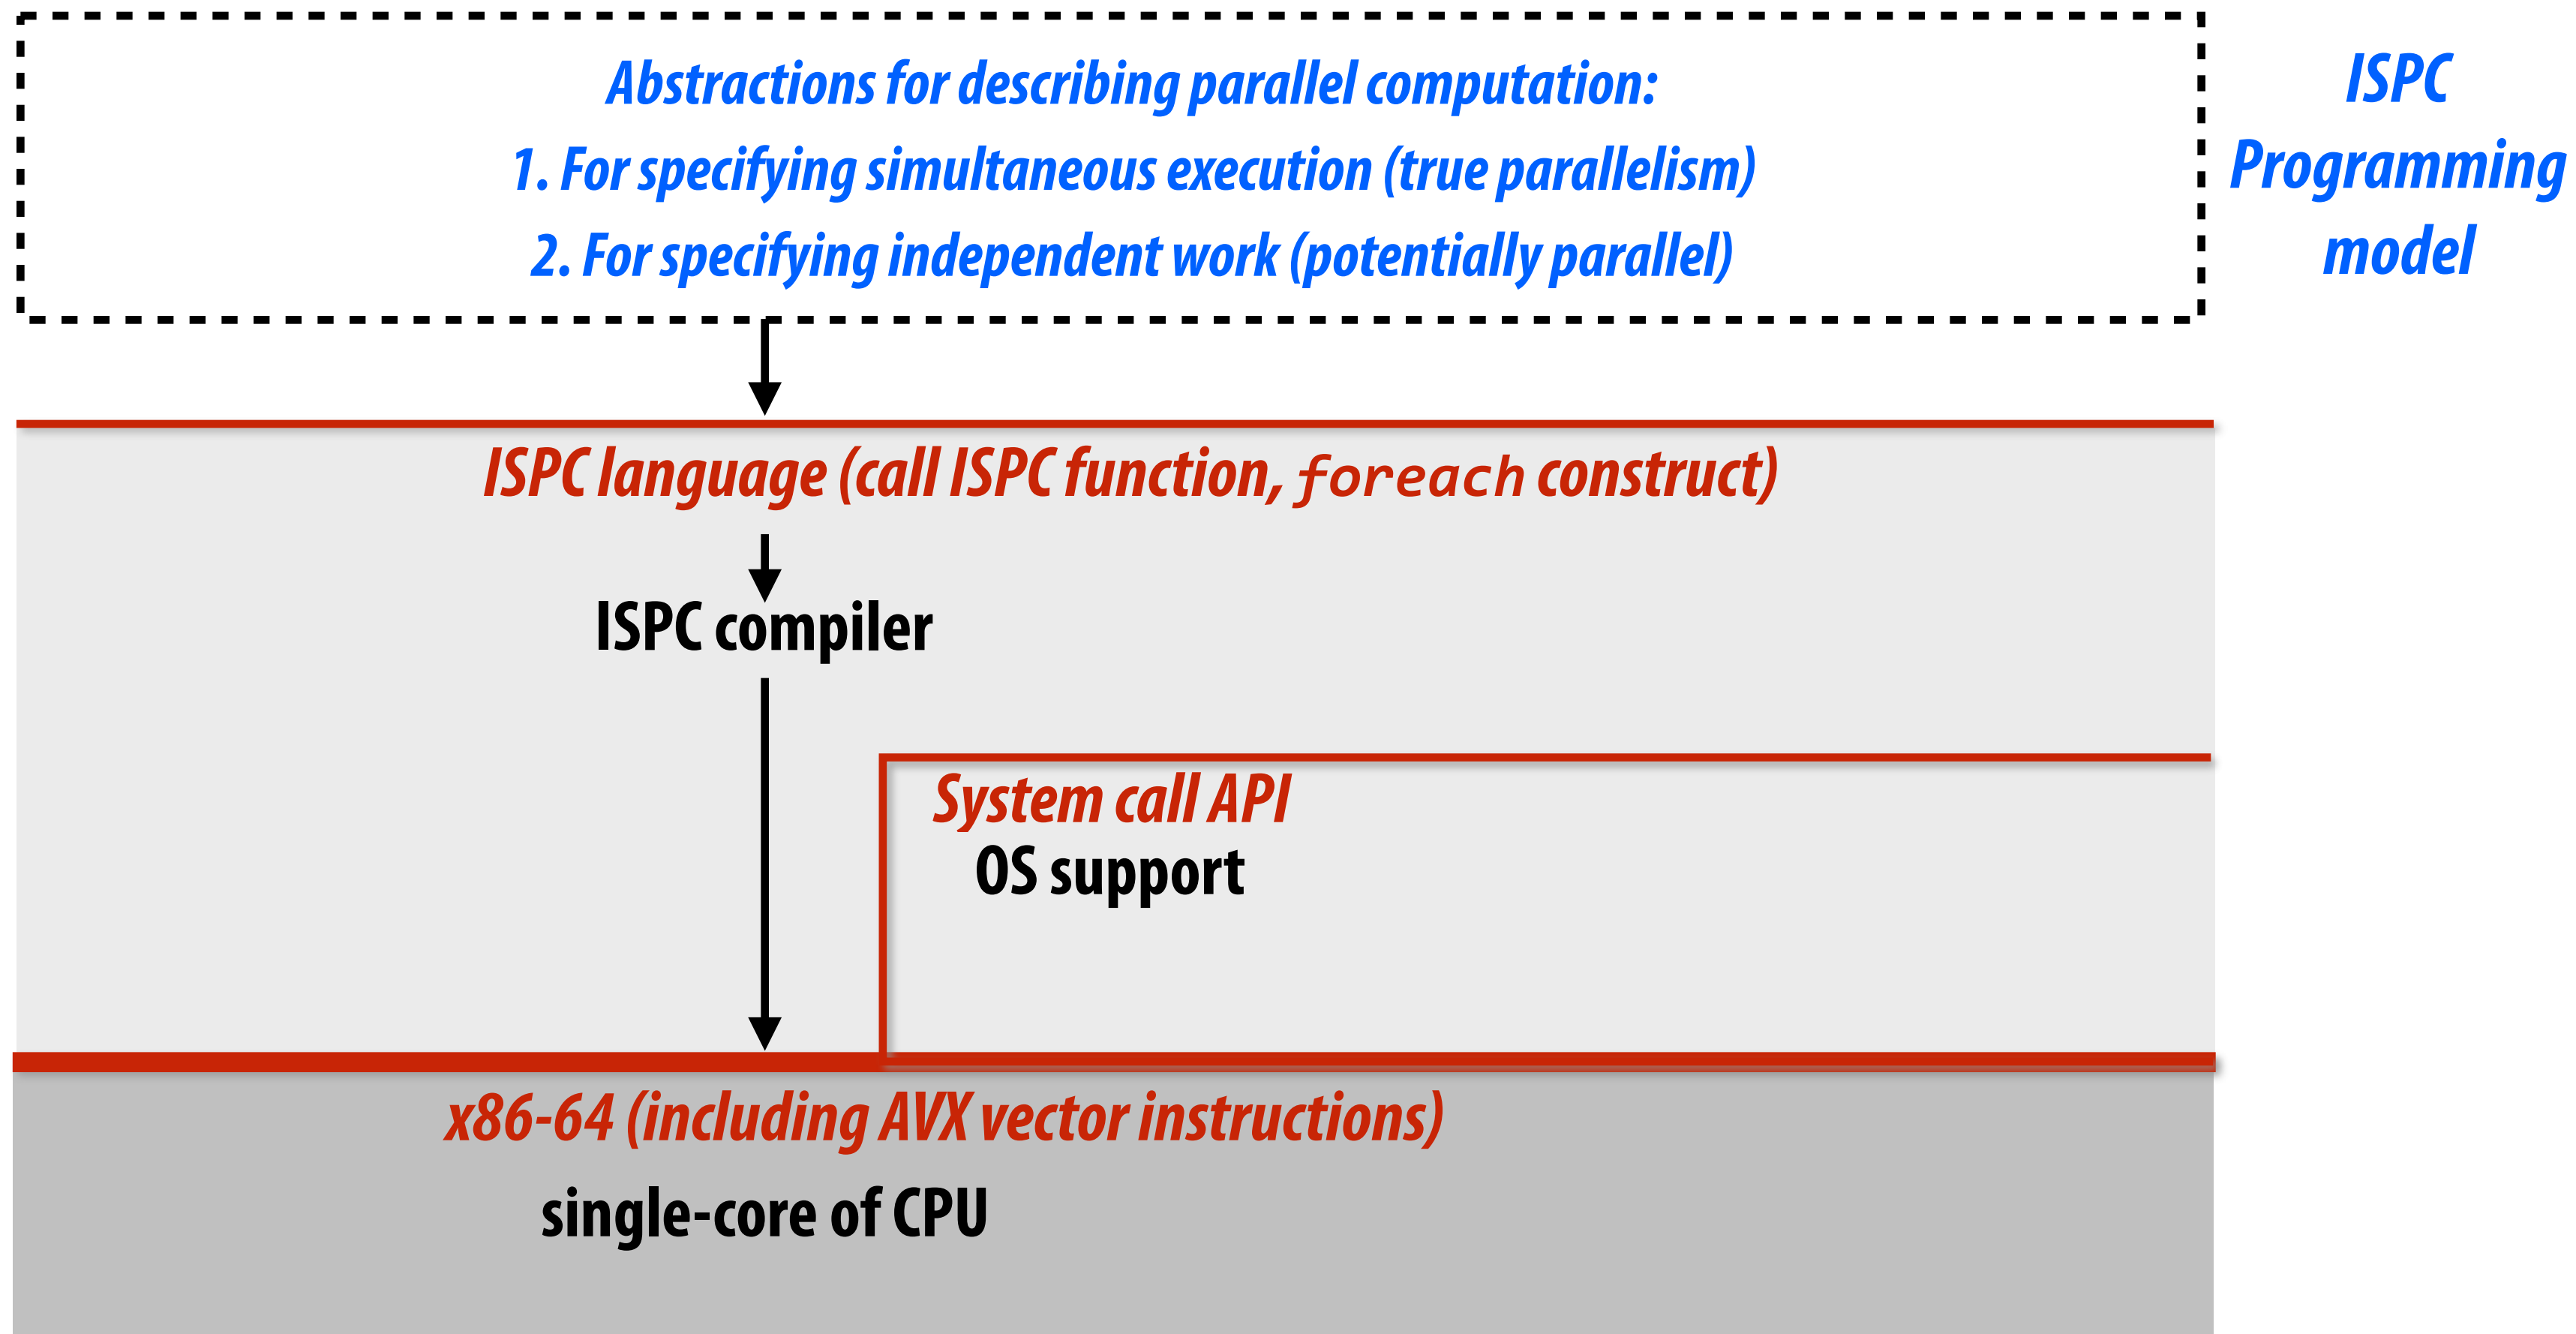 Abstractions for describing parallel computation:
1. For specifying simultaneous execution (true parallelism)
2. For specifying independent work (potentially parallel)
ISPC
Programming
model
ISPC language (call ISPC function, foreach construct)
ISPC compiler
System call API
OS support
x86-64 (including AVX vector instructions)
single-core of CPU